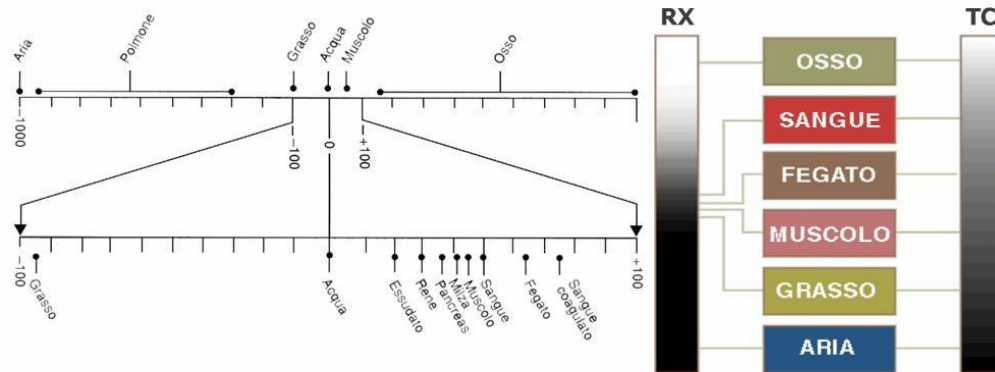 Aria
Polmone
Grasso
Acqua
Muscolo
Osso
-1000
-100
0
+100
-100
+100
Grasso
Acqua
Essudato
Rene
Pancreas
Milza
Muscolo
Sangue
Fegato
Sangue
coagulato
RX
TC
OSSO
SANGUE
FEGATO
MUSCOLO
GRASSO
ARIA